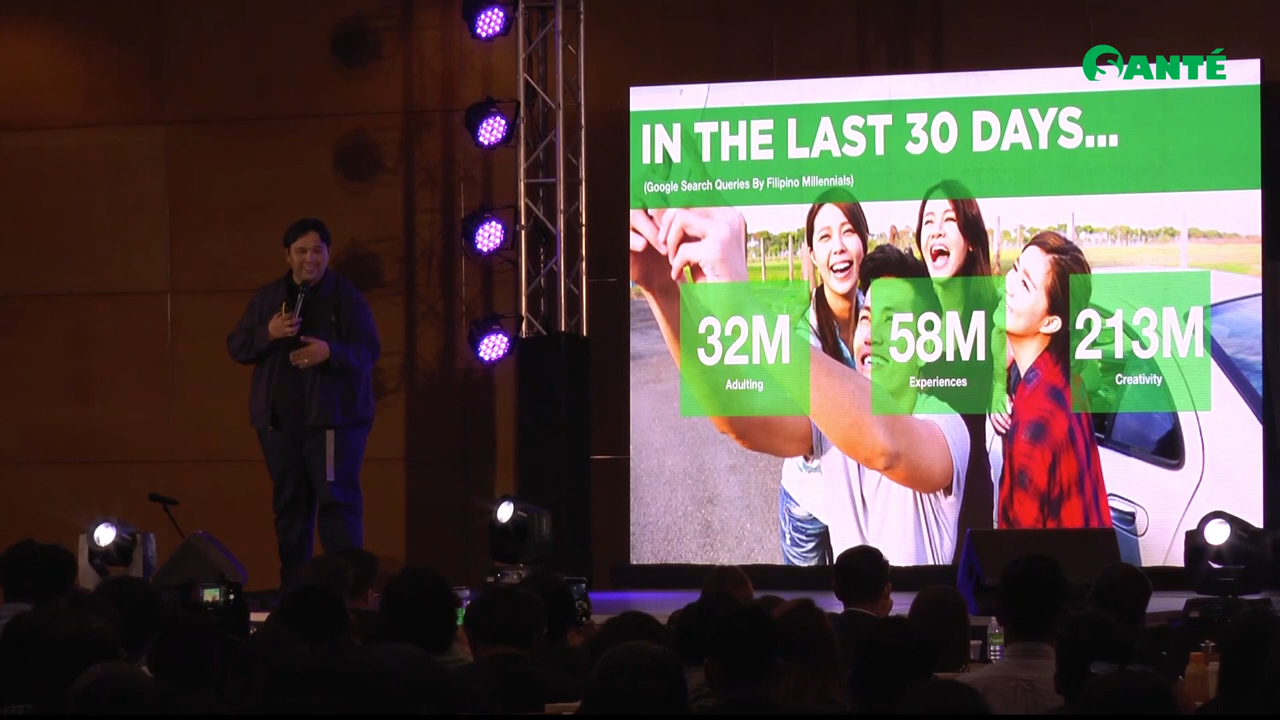 SANTÉ
IN THE LAST 30 DAYS...
(Google Search Queries By Filipino Millennials)
32M
Adulting
58M
Experiences
213M
Creativity